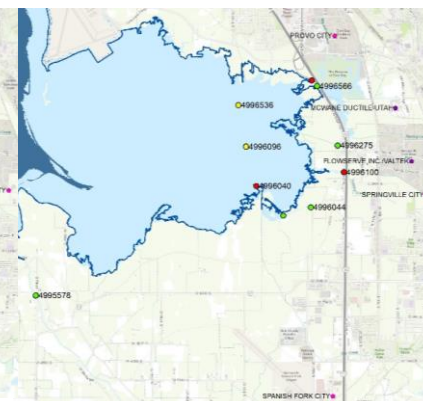 PROVO CITY
4996566
4996536
MCWANE DUCTILE-UTAH
4996275
4996096
FLOWSERVE INC./VALTEK
4996100
4996040
SPRINGVILLE CITY
4996044
4995578
SPANISH FORK CITY